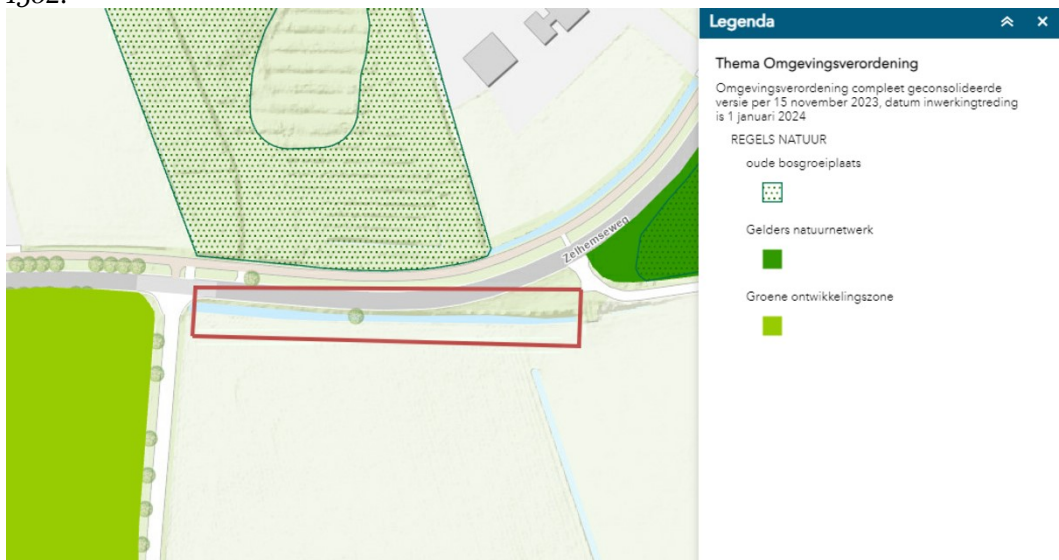 1582.
Legenda
Thema Omgevingsverordening
Omgevingsverordening compleet geconsolideerde
versie per 15 november 2023, datum inwerkingtreding
is 1 januari 2024
REGELS NATUUR
oude bosgroeiplaats
Gelders natuurnetwerk
Groene ontwikkelingszone
Zelhemseweg